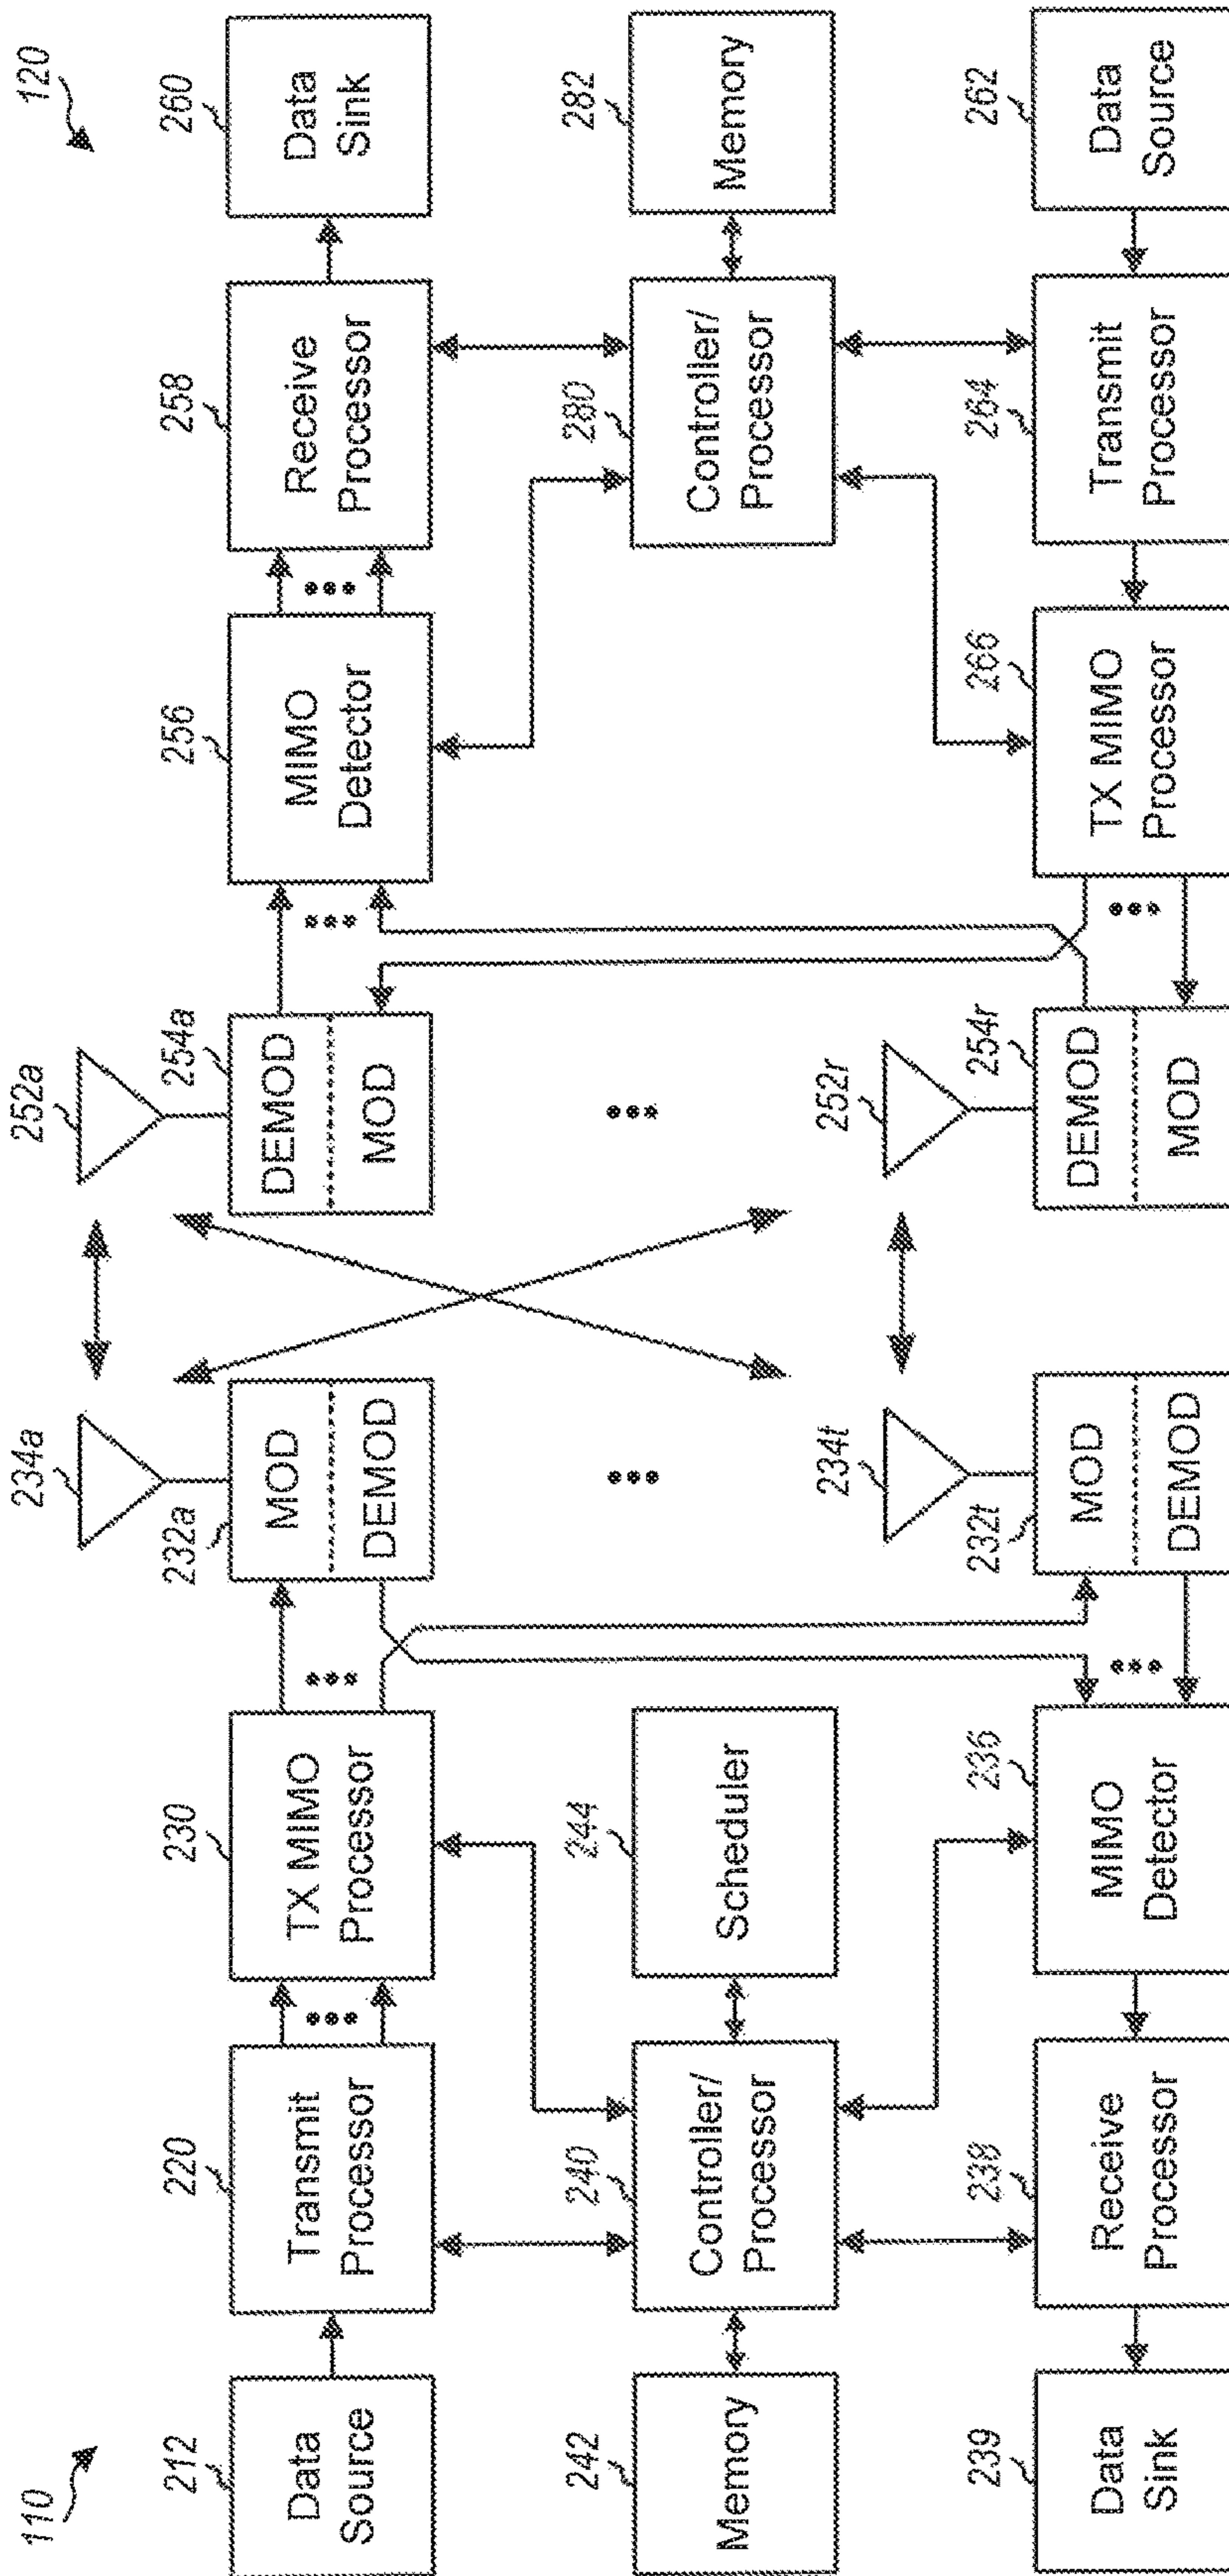 110
120
212
Data
Source
220
Transmit
Processor
230
TX MIMO
Processor
232a
MOD
DEMOD
234a
252a
254a
DEMOD
MOD
256
MIMO
Detector
258
Receive
Processor
260
Data
Sink
242
Memory
240
Controller/
Processor
244
Scheduler
280
Controller/
Processor
282
Memory
239
Data
Sink
238
Receive
Processor
236
MIMO
Detector
232t
MOD
DEMOD
234t
252r
254r
DEMOD
MOD
266
TX MIMO
Processor
264
Transmit
Processor
262
Data
Source